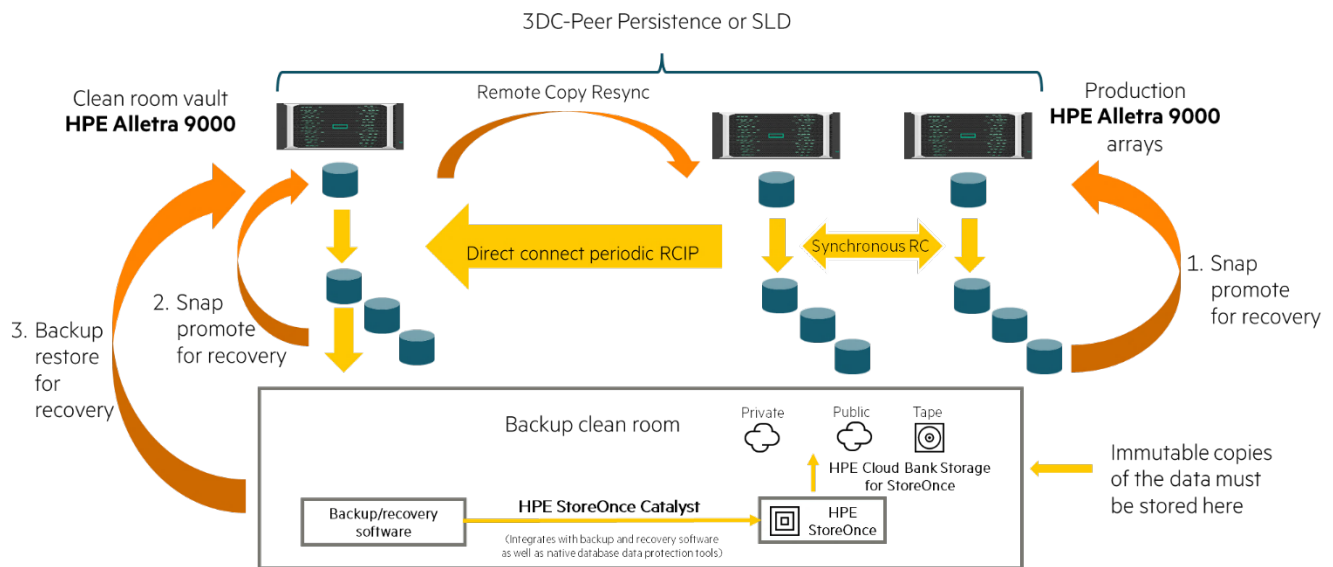 3DC-Peer Persistence or SLD
Clean room vault
HPE Alletra 9000
Remote Copy Resync
Production
HPE Alletra 9000
arrays
Direct connect periodic RCIP
Synchronous RC
1. Snap
promote
for recovery
2. Snap
promote
for recovery
3. Backup
restore
for
recovery
Backup clean room
Private
Public
Tape
HPE Cloud Bank Storage
for StoreOnce
Immutable copies
of the data must
be stored here
Backup/recovery
software
HPE StoreOnce Catalyst
(Integrates with backup and recovery software
as well as native database data protection tools)
HPE
StoreOnce